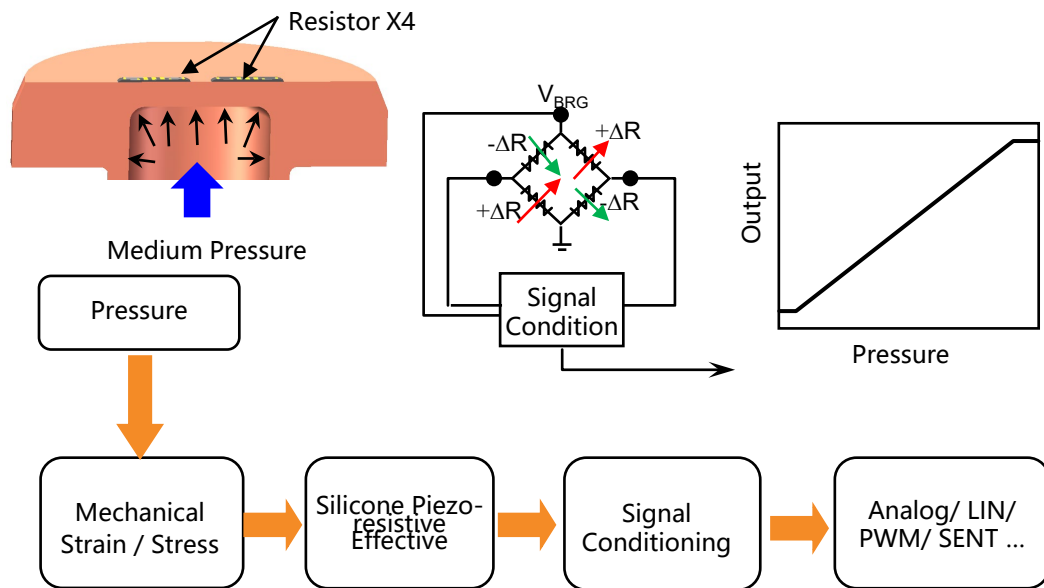 Resistor X4
Medium Pressure
V_BRG
-ΔR
+ΔR
+ΔR
-ΔR
Signal
Condition
Output
Pressure
Pressure
Mechanical
Strain / Stress
Silicone Piezo-
resistive
Effective
Signal
Conditioning
Analog/ LIN/
PWM/ SENT ...